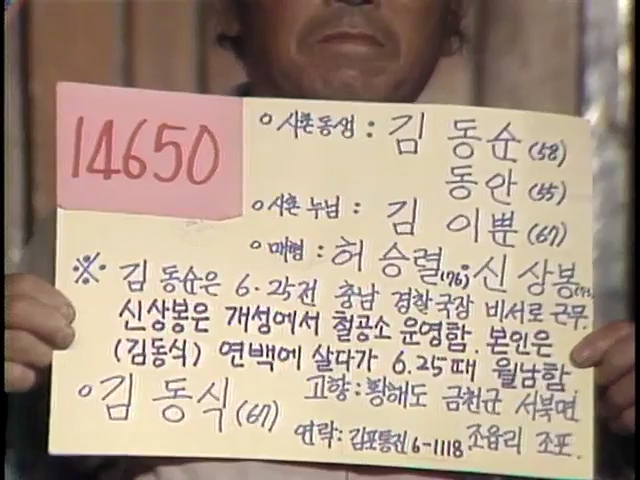 14650
○ 사촌동생 : 김 동순 (58)
동안 (55)
○ 사촌 누님 : 김 이쁜 (67)
○ 매형 : 허 승렬 (76), 신 상봉
※ 김 동순은 6.25전 충남 경찰국장 비서로 근무.
신상봉은 개성에서 철공소 운영함. 본인은
(김동식) 연백에 살다가 6.25때 월남함
○ 김 동식 (67)
고향 : 황해도 금천군 서북면
연락 : 김포통진 6-1118 조읍리 조포